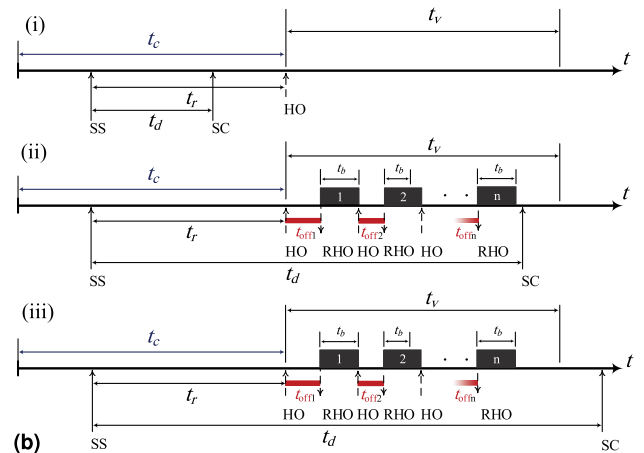 (i)
t_v
t_c
t
t_r
HO
t_d
SS
SC
(ii)
t_v
t_c
t_b
t_b
t_b
t
1
2
. .
n
t_r
t_off1
t_off2
t_offn
HO
RHO
HO
RHO
HO
RHO
SS
t_d
SC
(iii)
t_v
t_c
t_b
t_b
t_b
t
1
2
. .
n
t_r
t_off1
t_off2
t_offn
HO
RHO
HO
RHO
HO
RHO
(b)
SS
t_d
SC